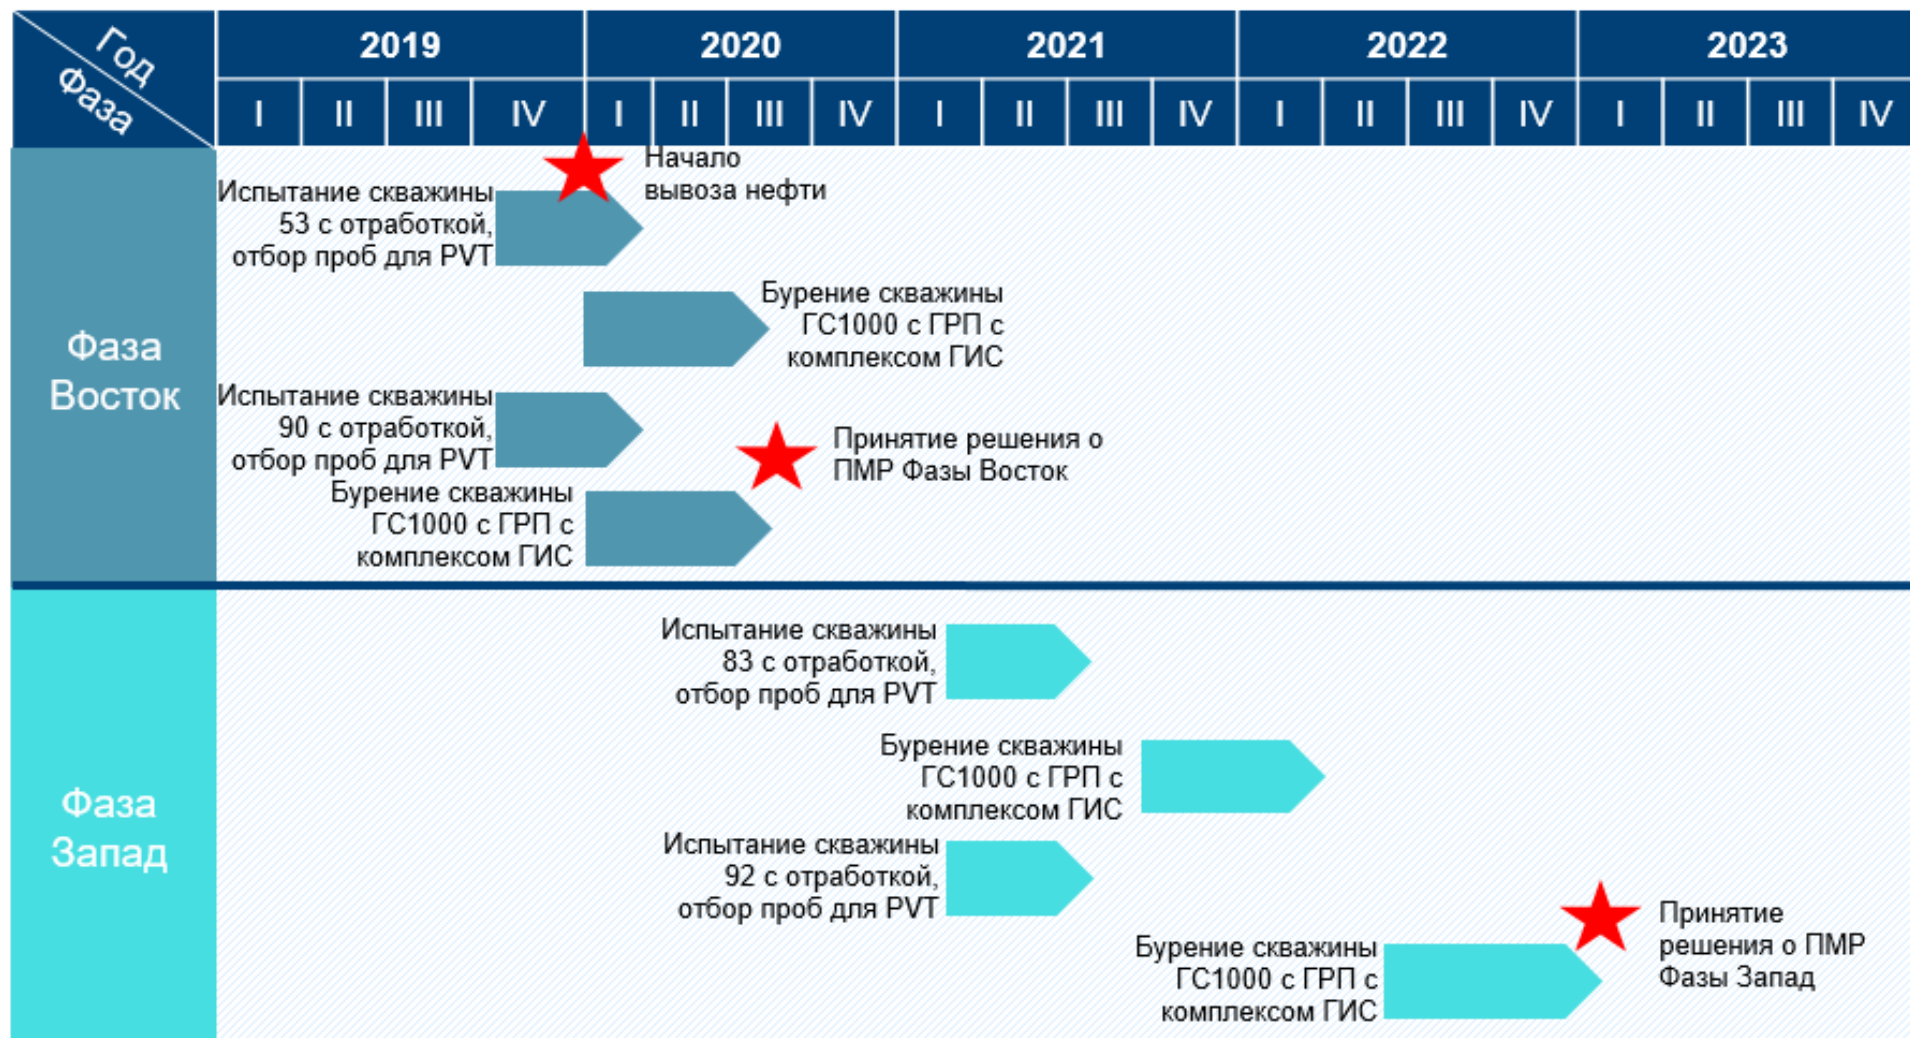 Год
Фаза
2019 2020 2021 2022 2023
I II III IV I II III IV I II III IV I II III IV I II III IV
Фаза
Восток
Испытание скважины
53 с отработкой,
отбор проб для PVT
Начало
вывоза нефти
Бурение скважины
ГС1000 с ГРП с
комплексом ГИС
Испытание скважины
90 с отработкой,
отбор проб для PVT
Принятие решения о
ПМР Фазы Восток
Бурение скважины
ГС1000 с ГРП с
комплексом ГИС
Фаза
Запад
Испытание скважины
83 с отработкой,
отбор проб для PVT
Бурение скважины
ГС1000 с ГРП с
комплексом ГИС
Испытание скважины
92 с отработкой,
отбор проб для PVT
Принятие
решения о ПМР
Фазы Запад
Бурение скважины
ГС1000 с ГРП с
комплексом ГИС